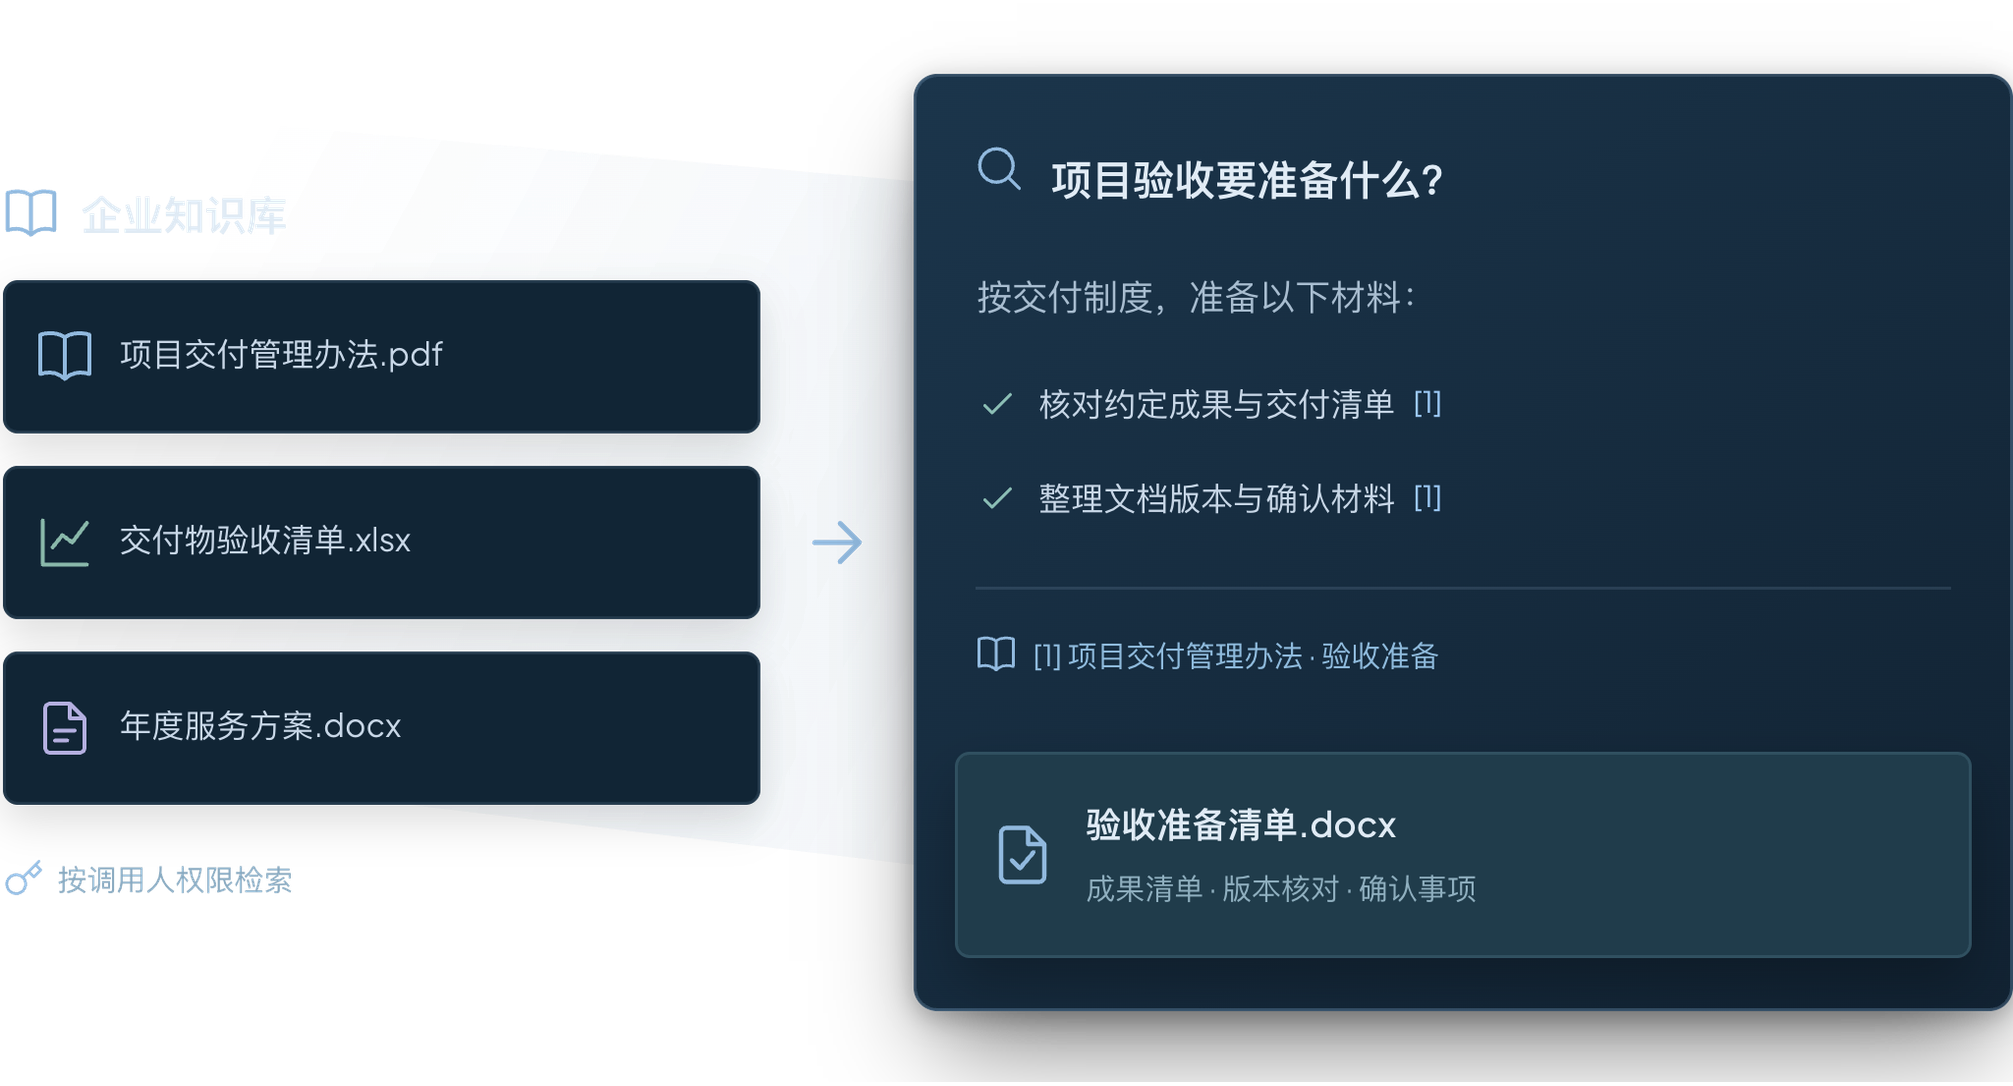 企业知识库
项目交付管理办法.pdf
交付物验收清单.xlsx
年度服务方案.docx
按调用人权限检索
项目验收要准备什么?
按交付制度，准备以下材料：
核对约定成果与交付清单 [1]
整理文档版本与确认材料 [1]
[1] 项目交付管理办法 · 验收准备
验收准备清单.docx
成果清单 · 版本核对 · 确认事项